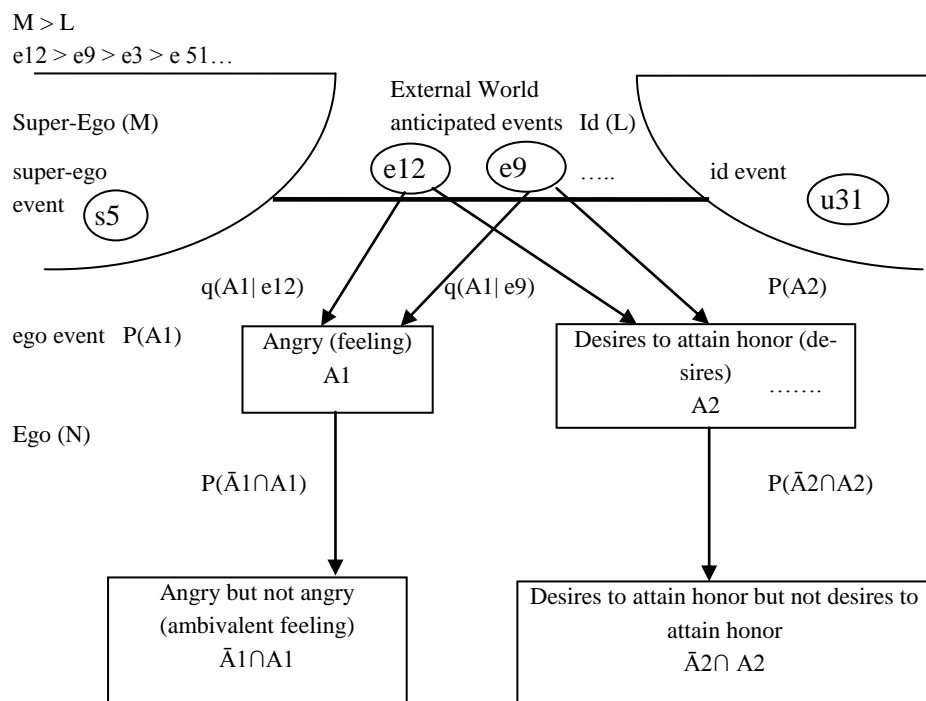 M > L
e12 > e9 > e3 > e 51…
External World
Super-Ego (M)
anticipated events Id (L)
super-ego
event
s5
e12
e9
…..
id event
u31
q(A1| e12)
q(A1| e9)
P(A2)
ego event P(A1)
Angry (feeling)
A1
Desires to attain honor (de-
sires)
A2
…….
Ego (N)
P(Ā1∩A1)
P(Ā2∩A2)
Angry but not angry
(ambivalent feeling)
Ā1∩A1
Desires to attain honor but not desires to
attain honor
Ā2∩ A2